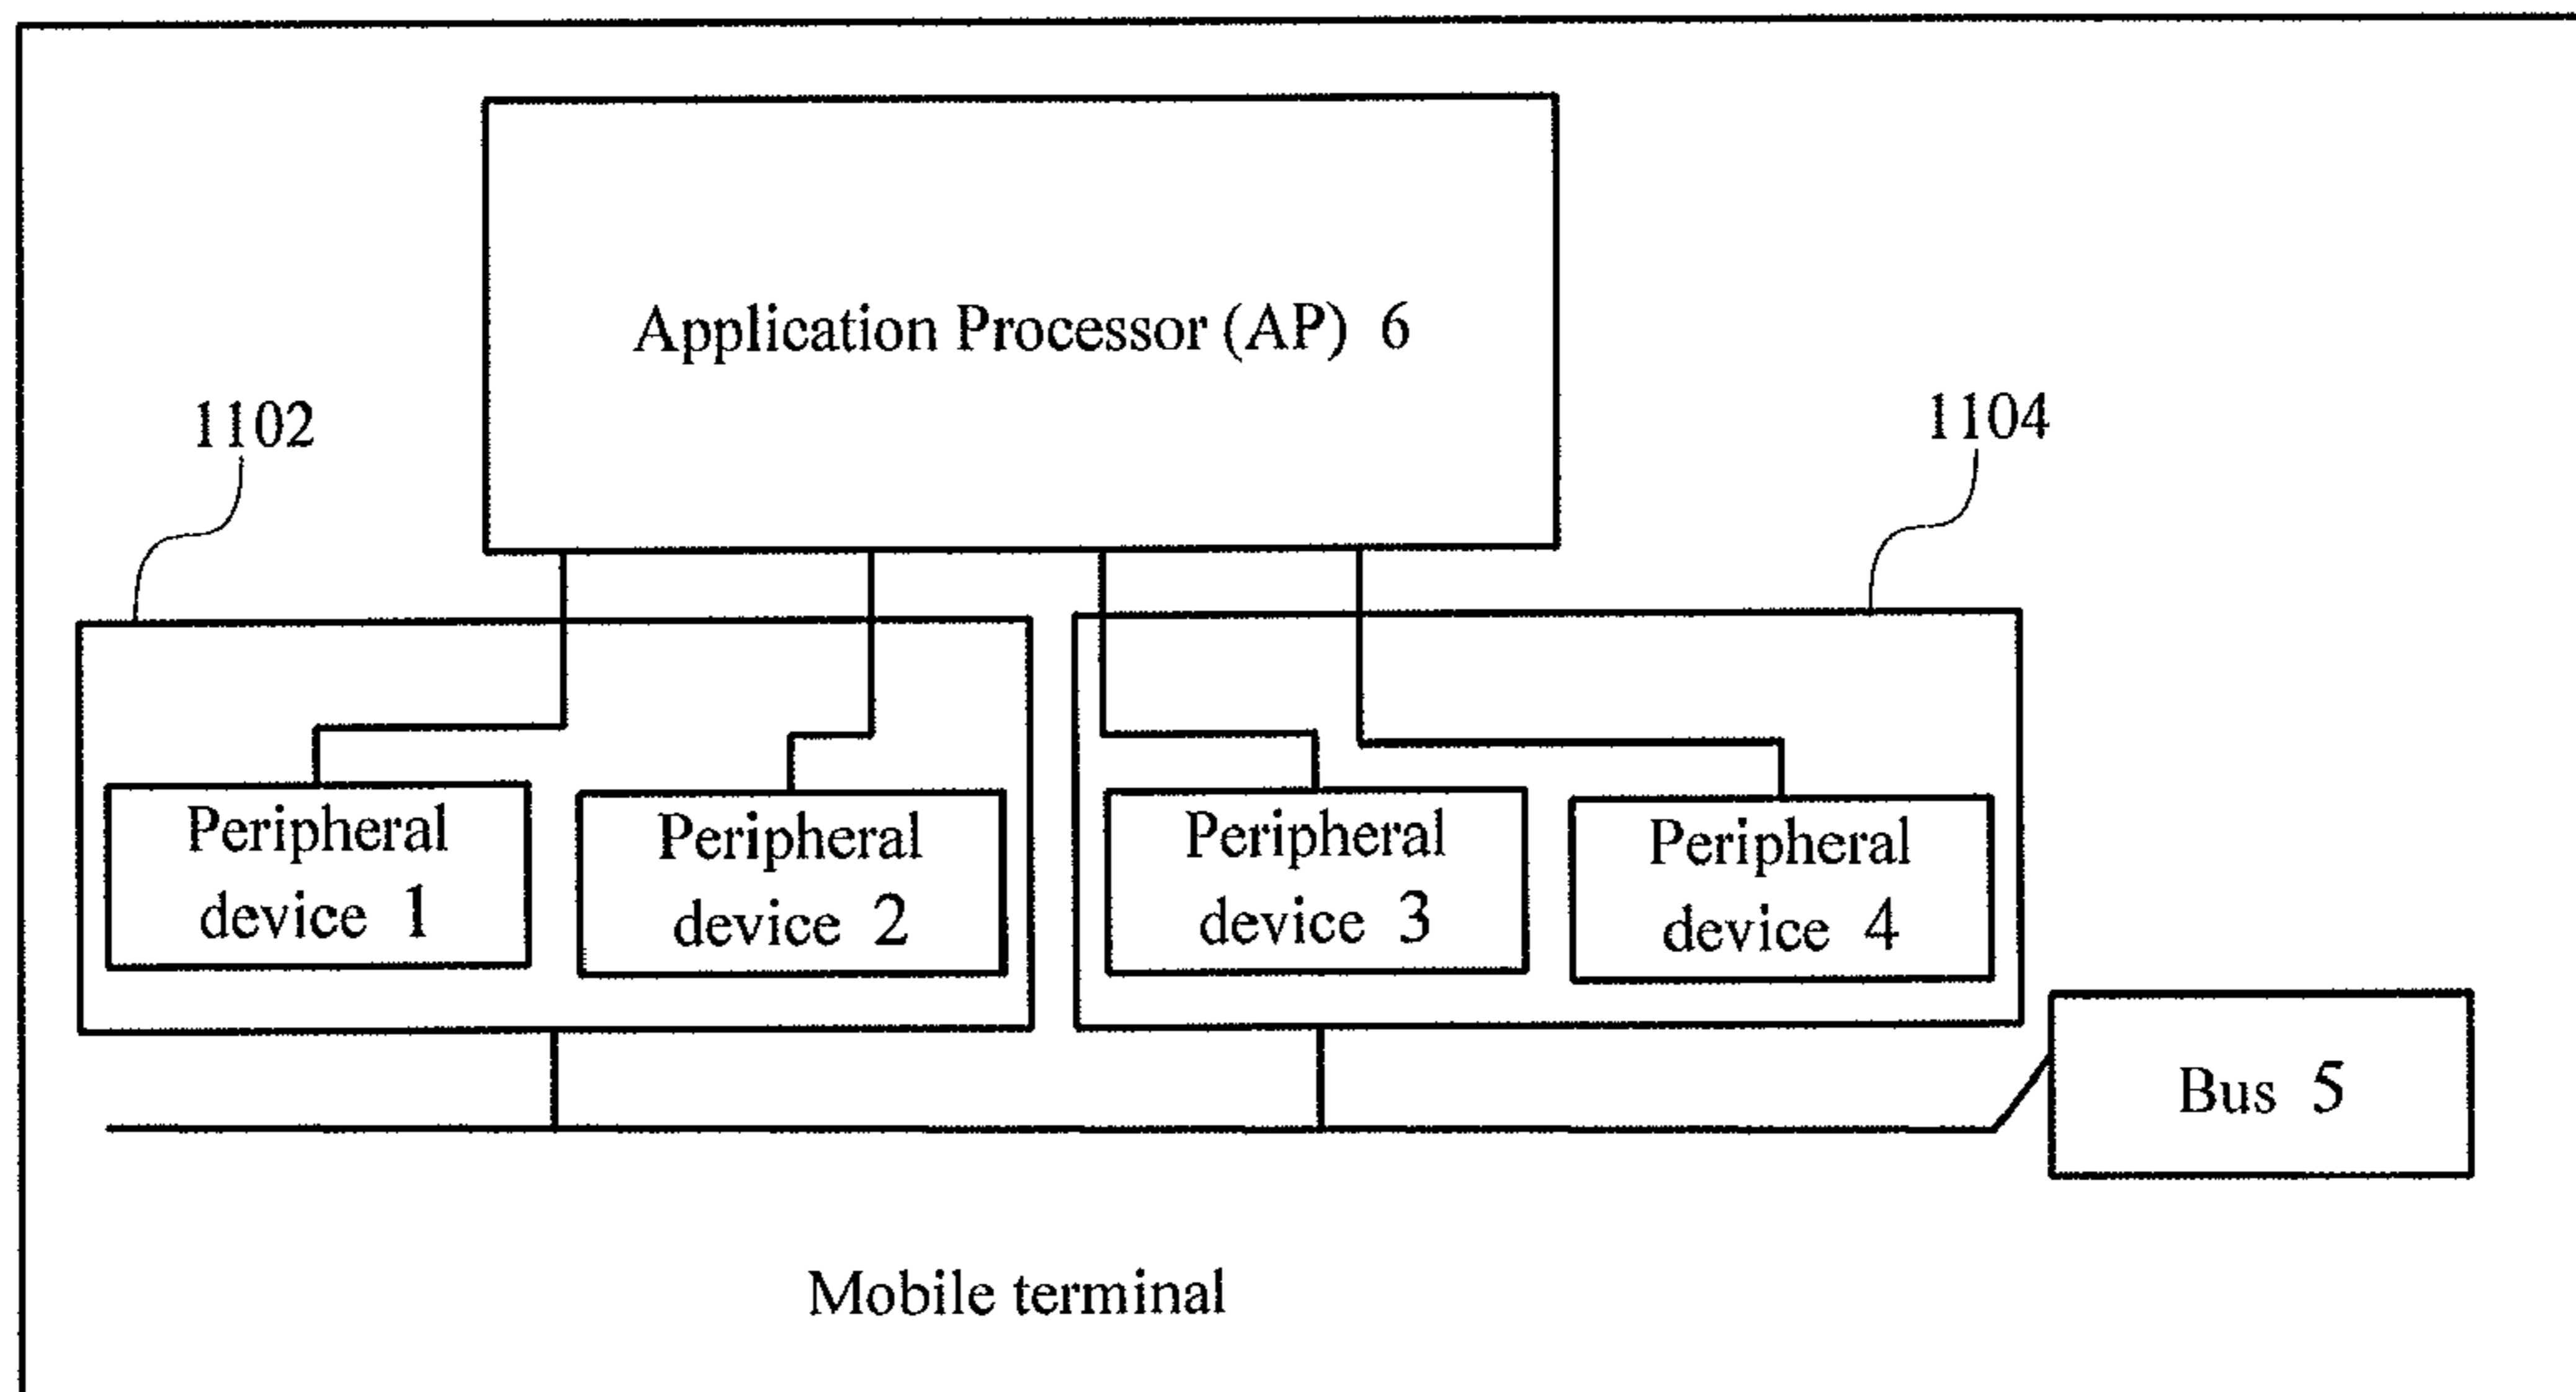 Application Processor (AP) 6
1102
1104
Peripheral
device 1
Peripheral
device 2
Peripheral
device 3
Peripheral
device 4
Bus 5
Mobile terminal